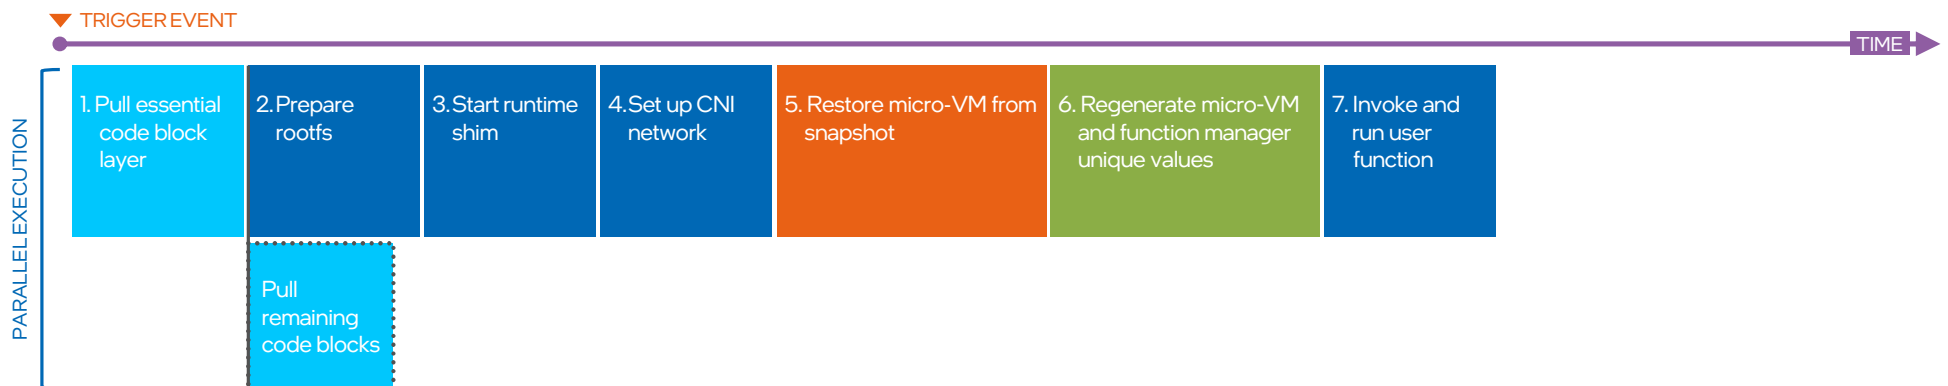 TRIGGER EVENT
TIME
PARALLEL EXECUTION
1. Pull essential
code block
layer
2. Prepare
rootfs
3. Start runtime
shim
4. Set up CNI
network
5. Restore micro-VM from
snapshot
6. Regenerate micro-VM
and function manager
unique values
7. Invoke and
run user
function
Pull
remaining
code blocks